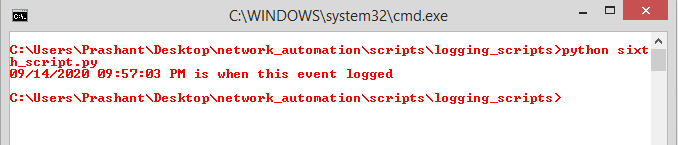 C:\WINDOWS\system32\cmd.exe
C:\Users\Prashant\Desktop\network_automation\scripts\logging_scripts>python sixt
h_script.py
09/14/2020 09:57:03 PM is when this event logged
C:\Users\Prashant\Desktop\network_automation\scripts\logging_scripts>